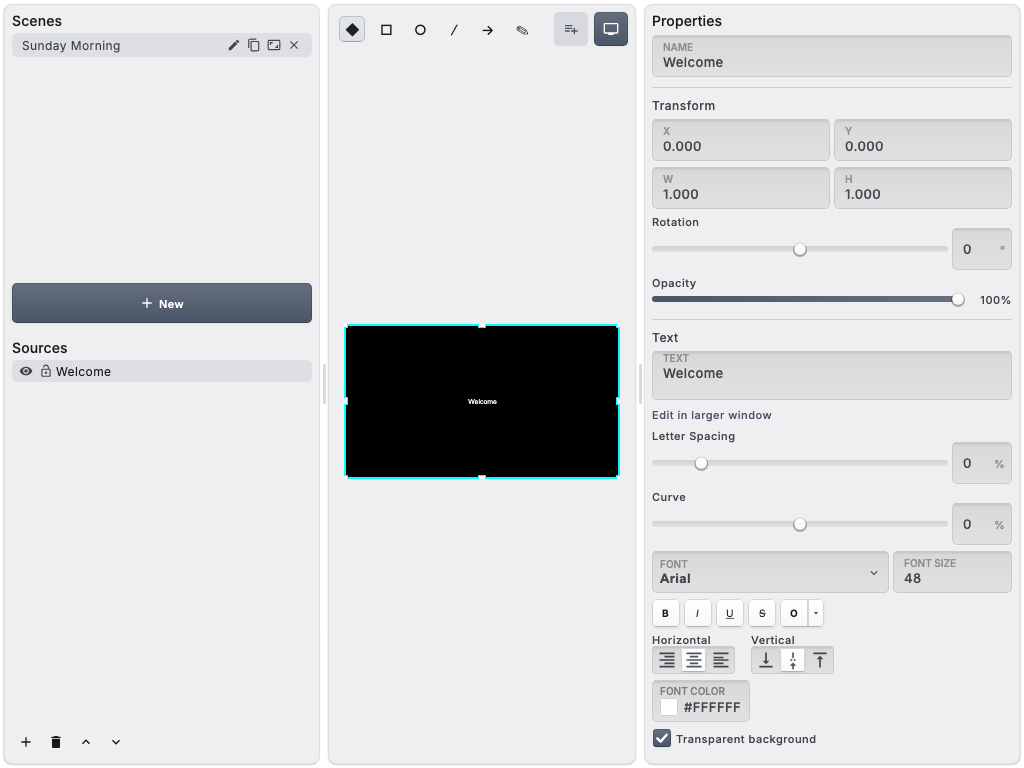 Scenes
Sunday Morning
New
Sources
Welcome
Welcome
Properties
NAME
Welcome
Transform
X
0.000
Y
0.000
W
1.000
H
1.000
Rotation
0 °
Opacity
100%
Text
TEXT
Welcome
Edit in larger window
Letter Spacing
0 %
Curve
0 %
FONT
Arial
FONT SIZE
48
B I U S O
Horizontal Vertical
FONT COLOR
#FFFFFF
Transparent background